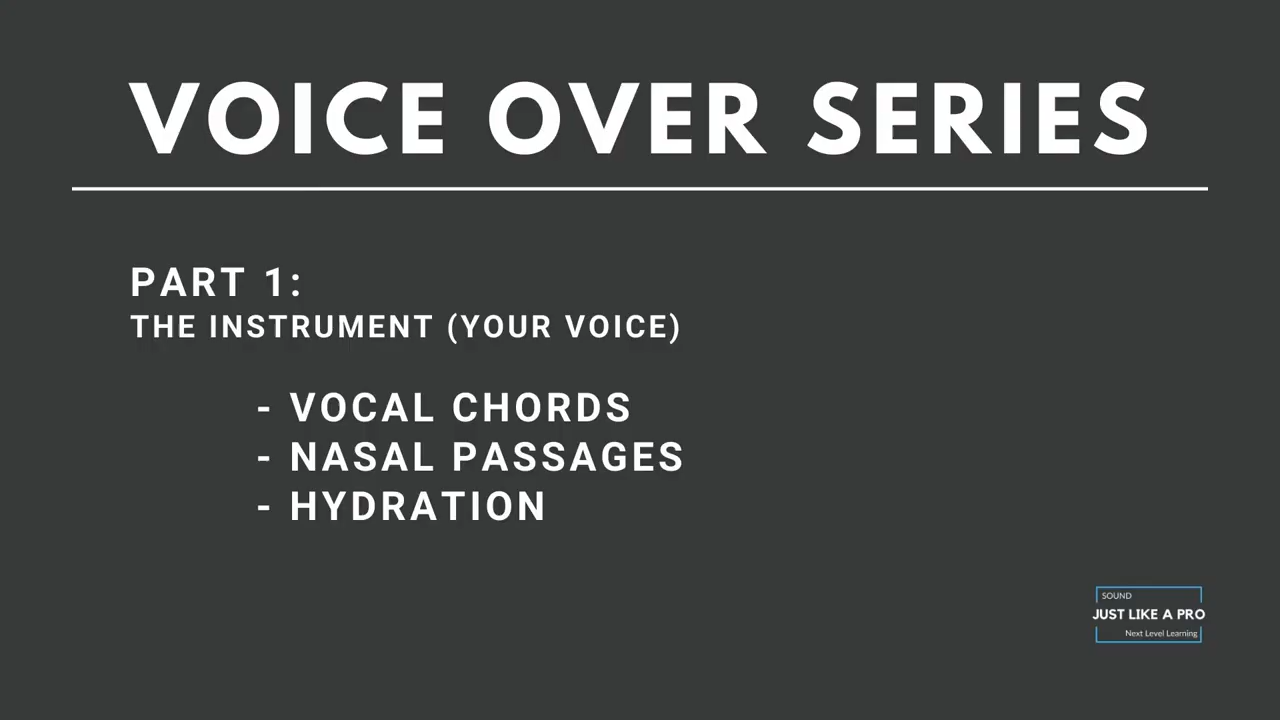 VOICE OVER SERIES
PART 1:
THE INSTRUMENT (YOUR VOICE)
- VOCAL CHORDS
- NASAL PASSAGES
- HYDRATION
SOUND
JUST LIKE A PRO
Next Level Learning